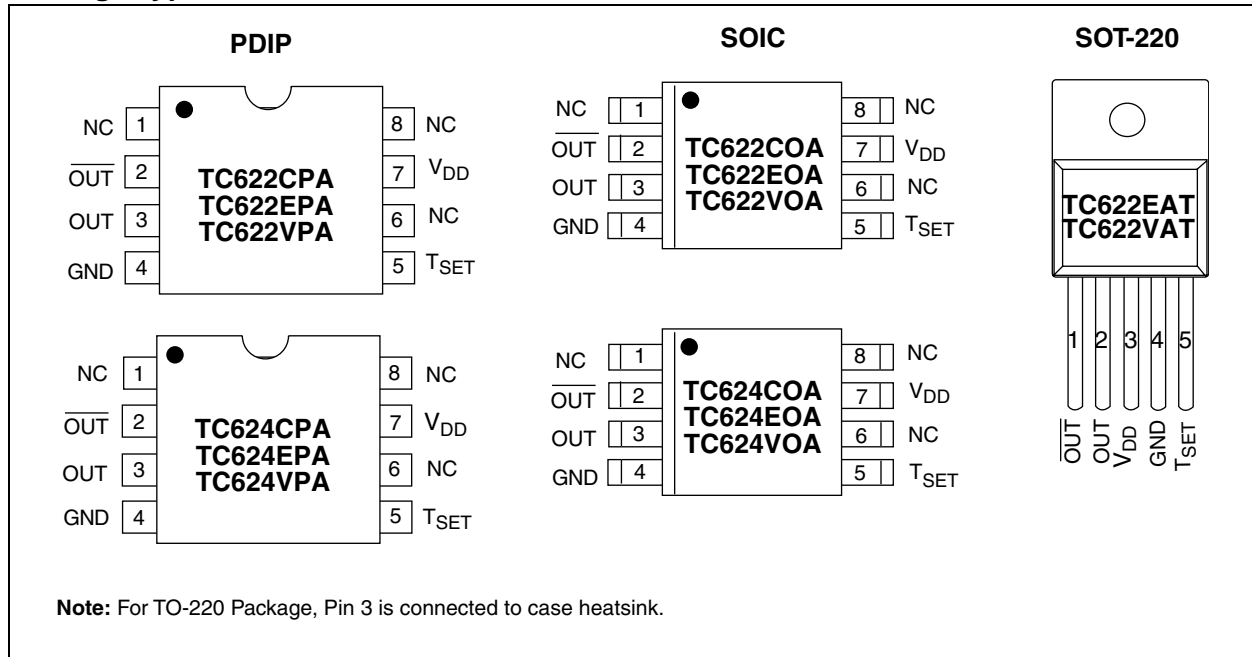 PDIP
NC 1
OUT 2
OUT 3
GND 4
8 NC
7 VDD
6 NC
5 TSET
TC622CPA
TC622EPA
TC622VPA
NC 1
OUT 2
OUT 3
GND 4
8 NC
7 VDD
6 NC
5 TSET
TC624CPA
TC624EPA
TC624VPA
SOIC
NC 1
OUT 2
OUT 3
GND 4
8 NC
7 VDD
6 NC
5 TSET
TC622COA
TC622EOA
TC622VOA
NC 1
OUT 2
OUT 3
GND 4
8 NC
7 VDD
6 NC
5 TSET
TC624COA
TC624EOA
TC624VOA
SOT-220
TC622EAT
TC622VAT
1 2 3 4 5
OUT
OUT
VDD
GND
TSET
Note: For TO-220 Package, Pin 3 is connected to case heatsink.